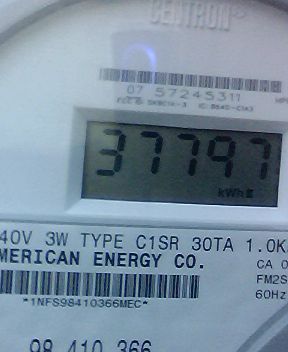 CENTRON
07 57245311
37797
kWh
40V 3W TYPE C1SR 30TA 1.0K
MERICAN ENERGY CO.
CA 0
FM2S
60Hz
*1NFS98410366MEC*
98 410 366